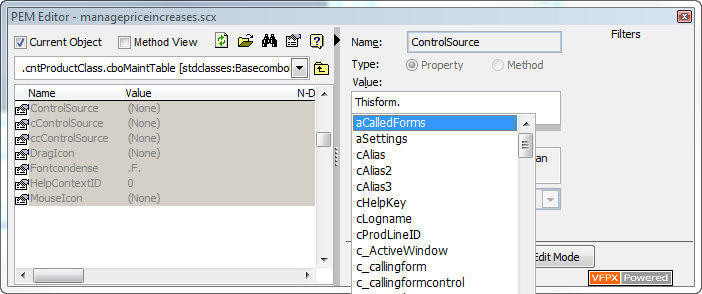 PEM Editor - managepriceincreases.scx
Current Object
Method View
.cntProductClass.cboMaintTable [stdclasses:Basecombo
Name Value N-D
ControlSource (None)
cControlSource (None)
ccControlSource (None)
DragIcon (None)
Fontcondense .F.
HelpContextID 0
MouseIcon (None)
Name: ControlSource
Filters
Type: Property Method
Value:
Thisform.
aCalledForms
aSettings
cAlias
cAlias2
cAlias3
cHelpKey
cLogname
cProdLineID
c_ActiveWindow
c_callingform
c_callingformcontrol
an
Edit Mode
VFPX Powered